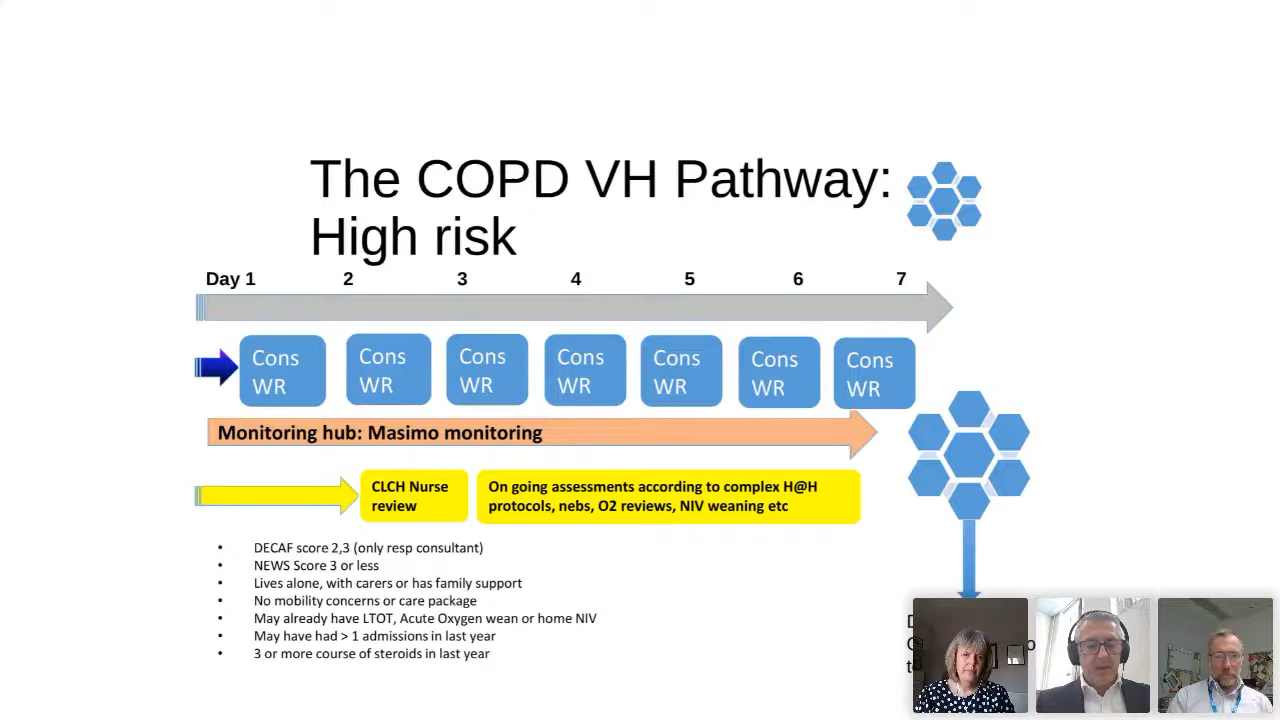 The COPD VH Pathway:
High risk
Day 1 2 3 4 5 6 7
Cons
WR
Cons
WR
Cons
WR
Cons
WR
Cons
WR
Cons
WR
Cons
WR
Monitoring hub: Masimo monitoring
CLCH Nurse
review
On going assessments according to complex H@H
protocols, nebs, O2 reviews, NIV weaning etc
• DECAF score 2,3 (only resp consultant)
• NEWS Score 3 or less
• Lives alone, with carers or has family support
• No mobility concerns or care package
• May already have LTOT, Acute Oxygen wean or home NIV
• May have had > 1 admissions in last year
• 3 or more course of steroids in last year